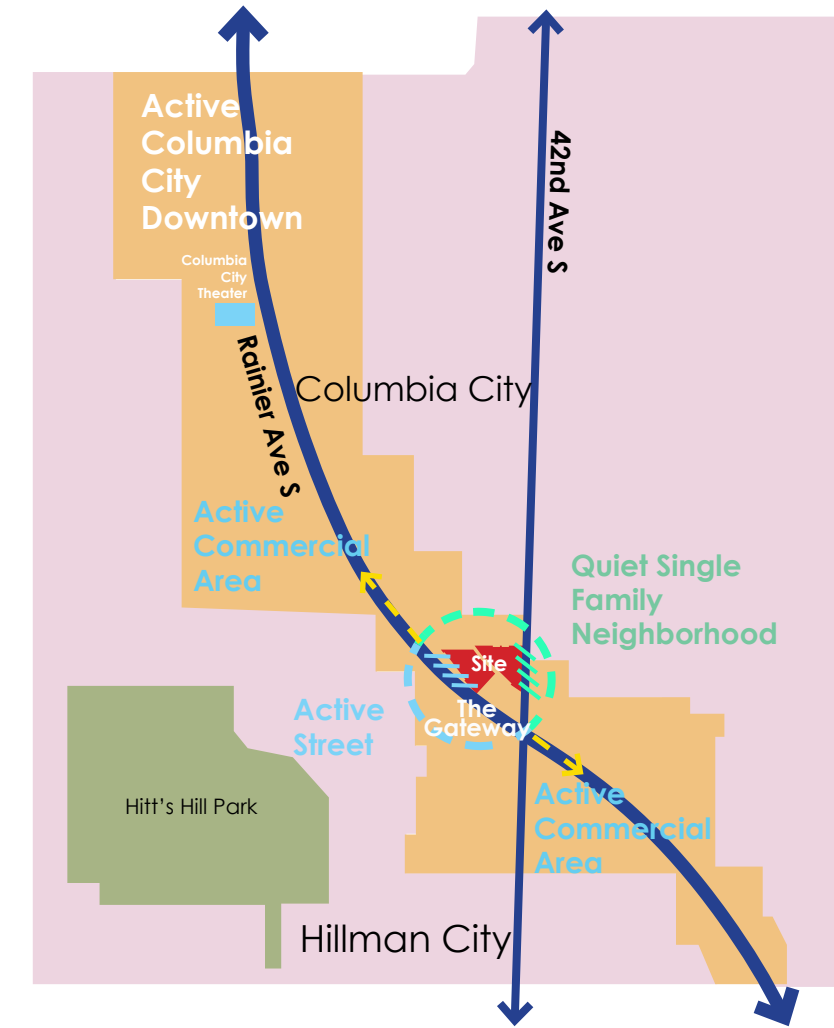 Active
Columbia
City
Downtown
42nd Ave S
Columbia
City
Theater
Rainier Ave S
Columbia City
Active
Commercial
Area
Quiet Single
Family
Neighborhood
Site
The
Gateway
Active
Street
Active
Commercial
Area
Hitt's Hill Park
Hillman City